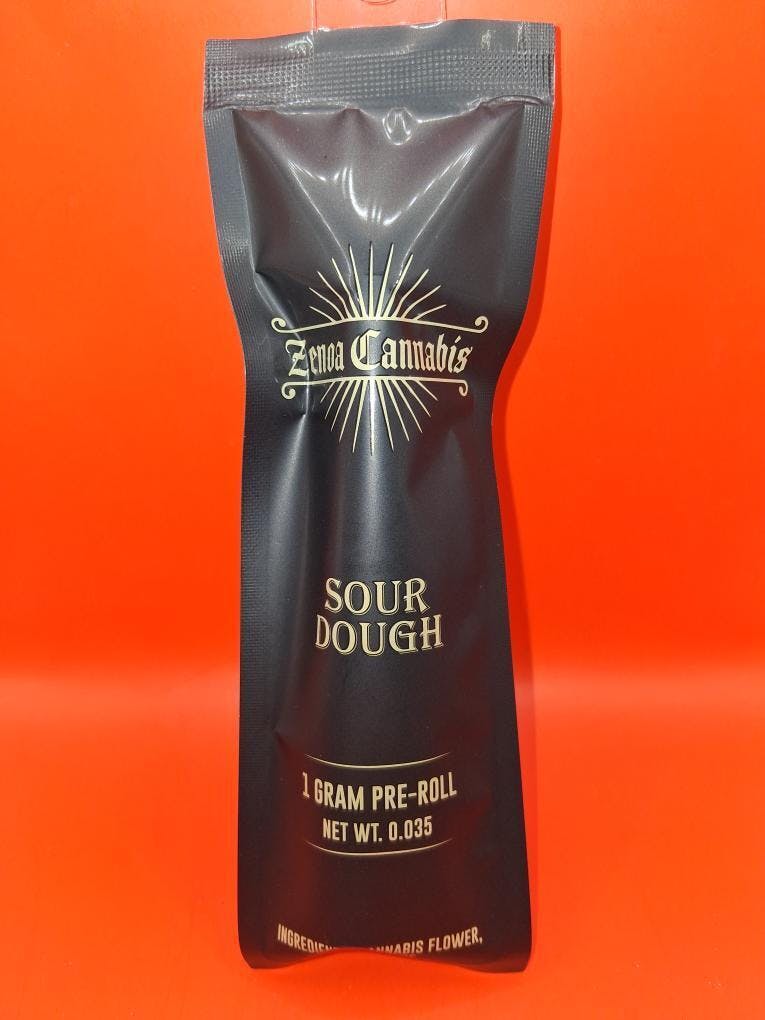 Zenoa Cannabis
SOUR
DOUGH
1 GRAM PRE-ROLL
NET WT. 0.035
CANNABIS FLOWER,